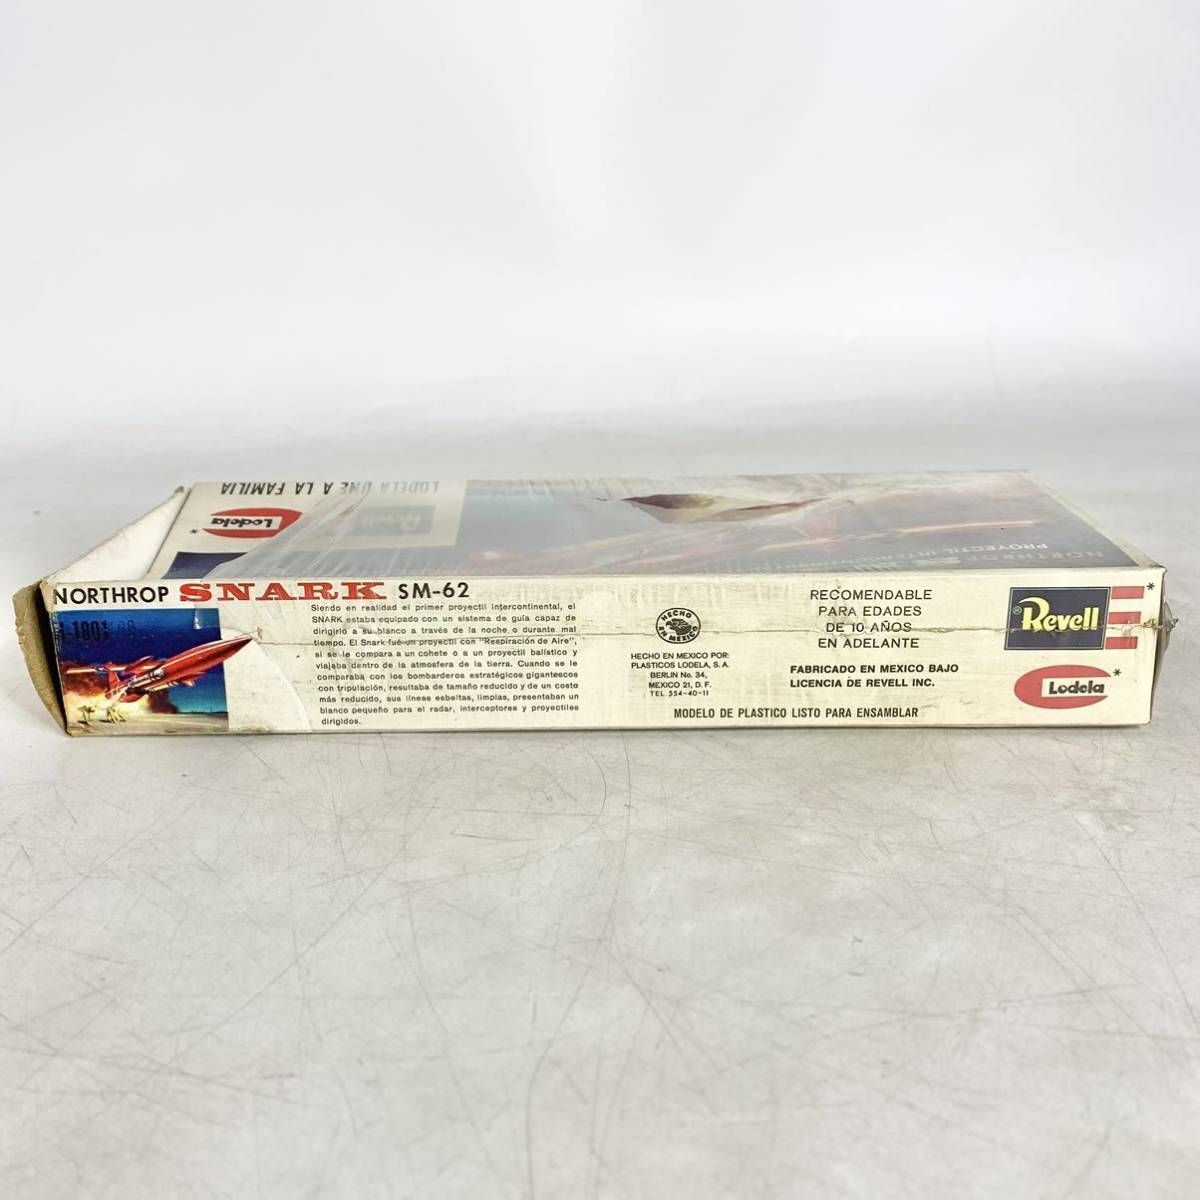 LODELA UNE A LA FAMILIA
Lodela
Revell
NORTHROP
PROYECTIL
NORTHROP SNARK SM-62
H-1801
Siendo en realidad el primer proyectil intercontinental, el
SNARK estaba equipado con un sistema de guía capaz de
dirigirlo a su blanco a través de la noche o durante mal
tiempo. El Snark fué un proyectil con "Respiración de Aire",
si se le compara a un cohete o a un proyectil balístico y
viajaba dentro de la atmosfera de la tierra. Cuando se le
comparaba con los bombarderos estratégicos gigantescos
con tripulación, resultaba de tamaño reducido y de un costo
más reducido, sus líneas esbeltas, limpias, presentaban un
blanco pequeño para el radar, interceptores y proyectiles
dirigidos.
HECHO
EN MEXICO
HECHO EN MEXICO POR:
PLASTICOS LODELA, S. A.
BERLIN No. 34,
MEXICO 21, D. F.
TEL 554-40-11
RECOMENDABLE
PARA EDADES
DE 10 AÑOS
EN ADELANTE
FABRICADO EN MEXICO BAJO
LICENCIA DE REVELL INC.
MODELO DE PLASTICO LISTO PARA ENSAMBLAR
Revell
Lodela